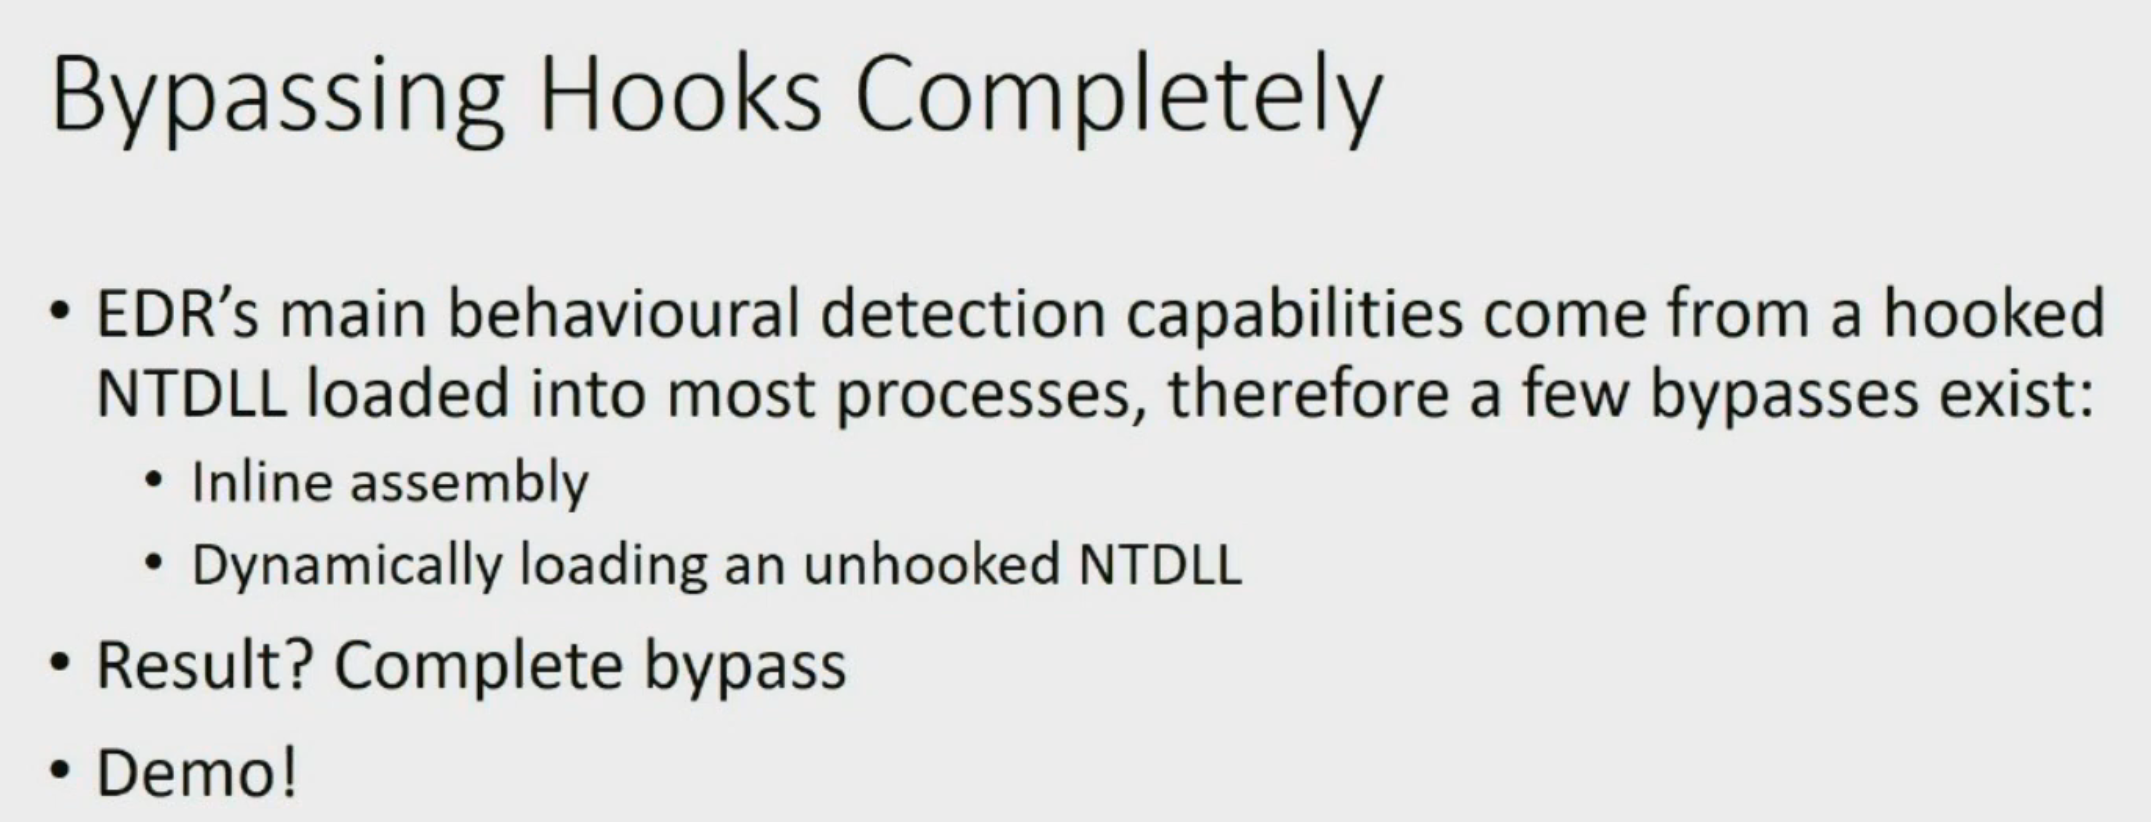 Bypassing Hooks Completely
• EDR’s main behavioural detection capabilities come from a hooked
NTDLL loaded into most processes, therefore a few bypasses exist:
• Inline assembly
• Dynamically loading an unhooked NTDLL
• Result? Complete bypass
• Demo!